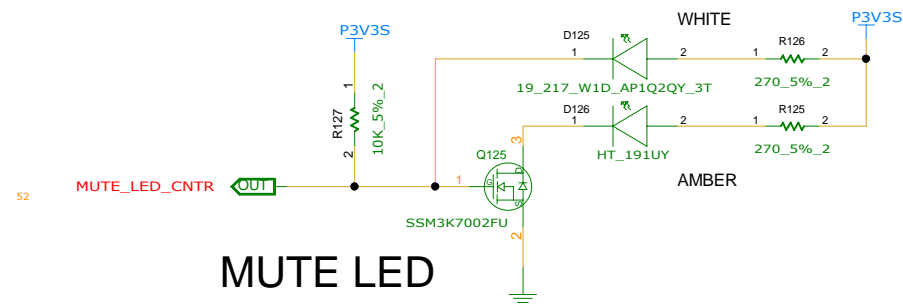 WHITE
P3V3S
P3V3S
D125
1
2
1
R126
2
19_217_W1D_AP1Q2QY_3T
270_5%_2
1
R127
10K_5%_2
2
D126
1
2
1
R125
2
HT_191UY
270_5%_2
3
Q125
D
AMBER
52
MUTE_LED_CNTR
OUT
1
G
S
SSM3K7002FU
2
MUTE LED